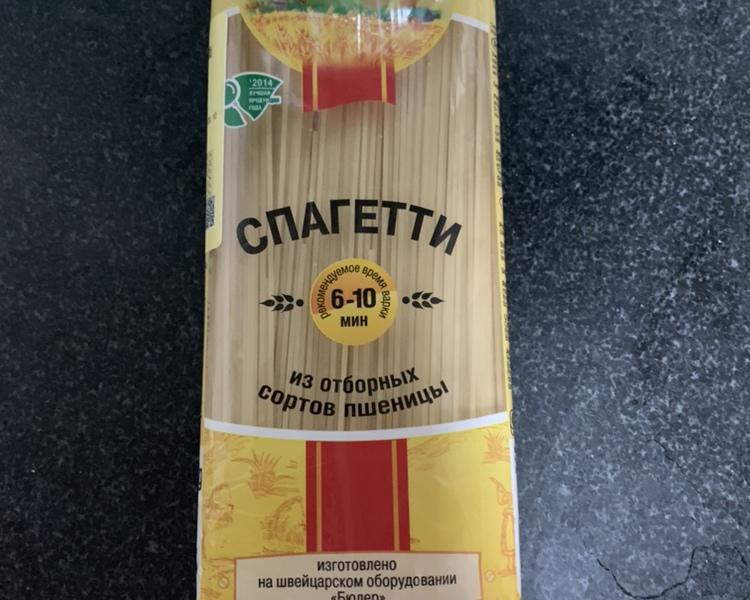 '2014
ЛУЧШИЙ
ПРОДУКТ
ГОДА
СПАГЕТТИ
Рекомендуемое время варки
6-10
мин
из отборных
сортов пшеницы
изготовлено
на швейцарском оборудовании
«Бюлер»